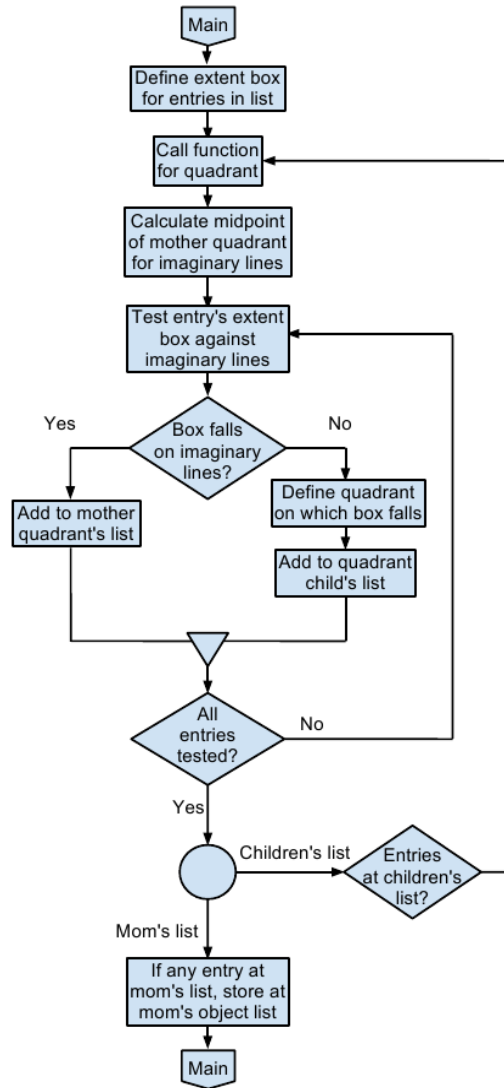 Main
Define extent box
for entries in list
Call function
for quadrant
Calculate midpoint
of mother quadrant
for imaginary lines
Test entry's extent
box against
imaginary lines
Yes
Box falls
on imaginary
lines?
No
Add to mother
quadrant's list
Define quadrant
on which box falls
Add to quadrant
child's list
All
entries
tested?
No
Yes
Children's list
Entries
at children's
list?
Mom's list
If any entry at
mom's list, store at
mom's object list
Main